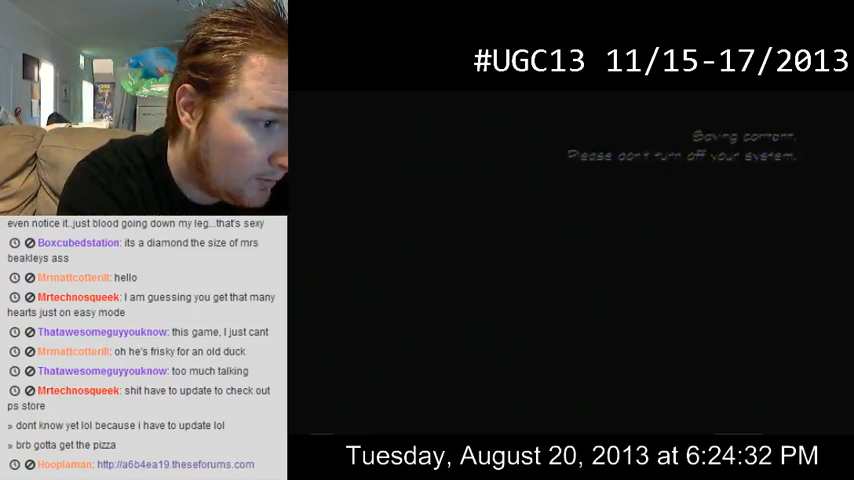 #UGC13 11/15-17/2013
Saving content.
Please don't turn off your system.
even notice it..just blood going down my leg...that's sexy
Boxcubedstation: its a diamond the size of mrs
beakleys ass
Mrmattcotterill: hello
Mrtechnosqueek: I am guessing you get that many
hearts just on easy mode
Thatawesomeguyyouknow: this game, I just cant
Mrmattcotterill: oh he's frisky for an old duck
Thatawesomeguyyouknow: too much talking
Mrtechnosqueek: shit have to update to check out
ps store
» dont know yet lol because i have to update lol
» brb gotta get the pizza
Hooplaman: http://a6b4ea19.theseforums.com
Tuesday, August 20, 2013 at 6:24:32 PM